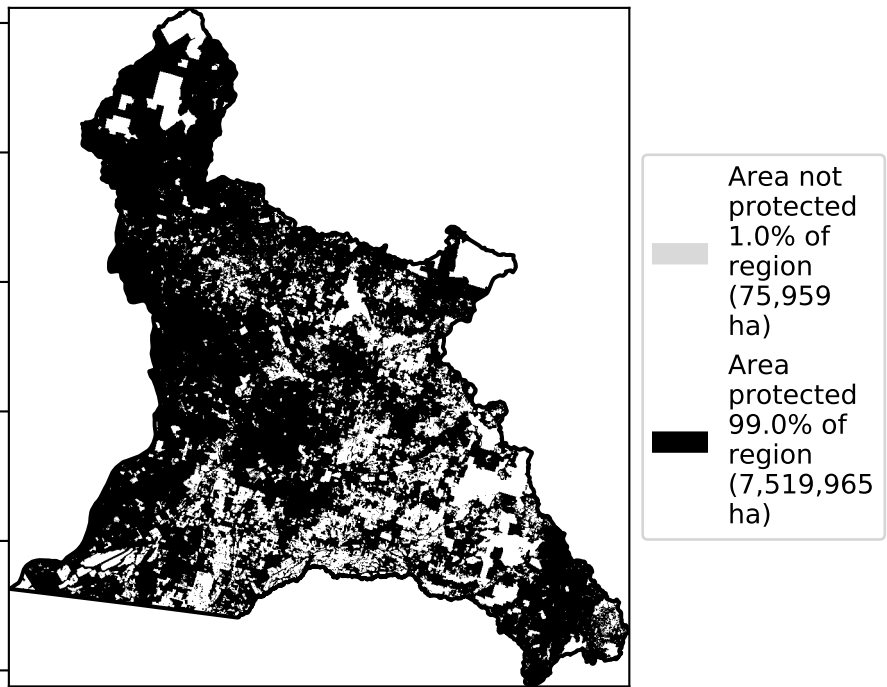 Area not
protected
1.0% of
region
(75,959
ha)
Area
protected
99.0% of
region
(7,519,965
ha)